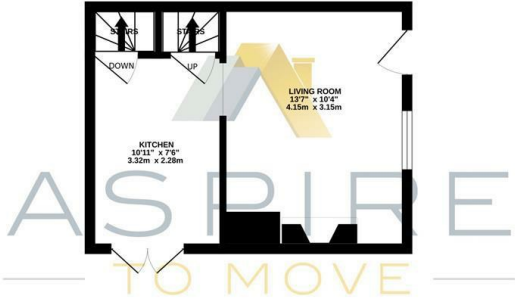 STAIRS
STAIRS
DOWN
UP
LIVING ROOM
13'7" x 10'4"
4.15m x 3.15m
KITCHEN
10'11" x 7'6"
3.32m x 2.28m
ASPIRE
TO MOVE